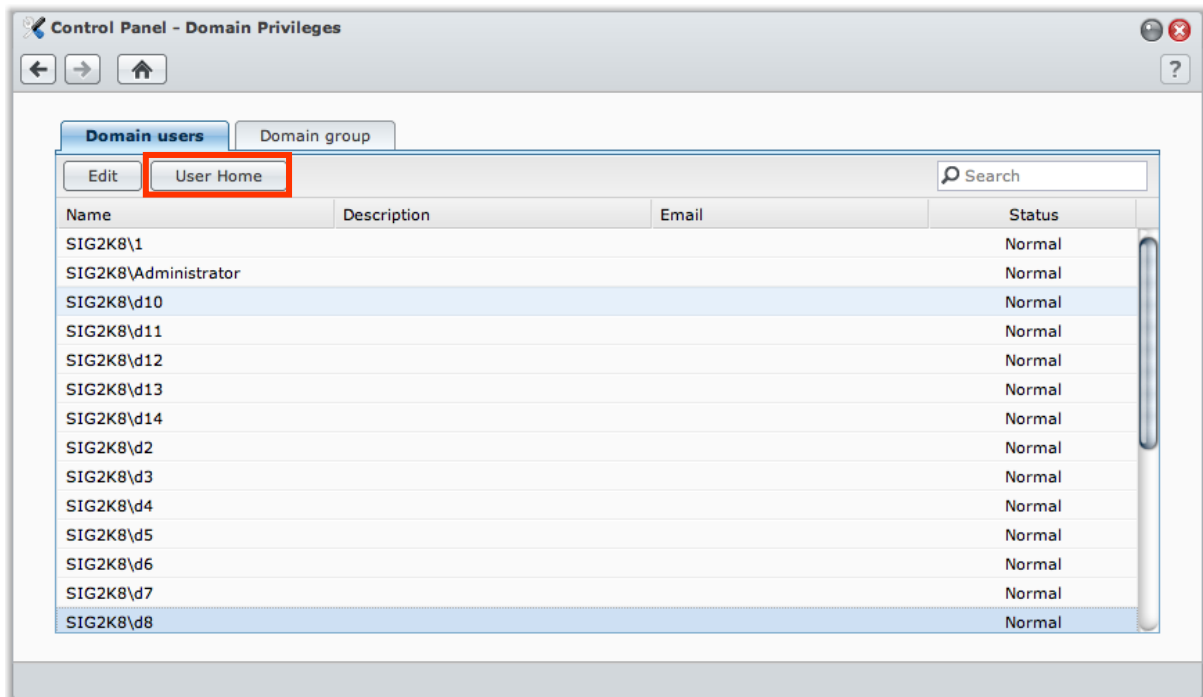 Control Panel - Domain Privileges
?
Domain users Domain group
Edit User Home Search
Name Description Email Status
SIG2K8\1 Normal
SIG2K8\Administrator Normal
SIG2K8\d10 Normal
SIG2K8\d11 Normal
SIG2K8\d12 Normal
SIG2K8\d13 Normal
SIG2K8\d14 Normal
SIG2K8\d2 Normal
SIG2K8\d3 Normal
SIG2K8\d4 Normal
SIG2K8\d5 Normal
SIG2K8\d6 Normal
SIG2K8\d7 Normal
SIG2K8\d8 Normal